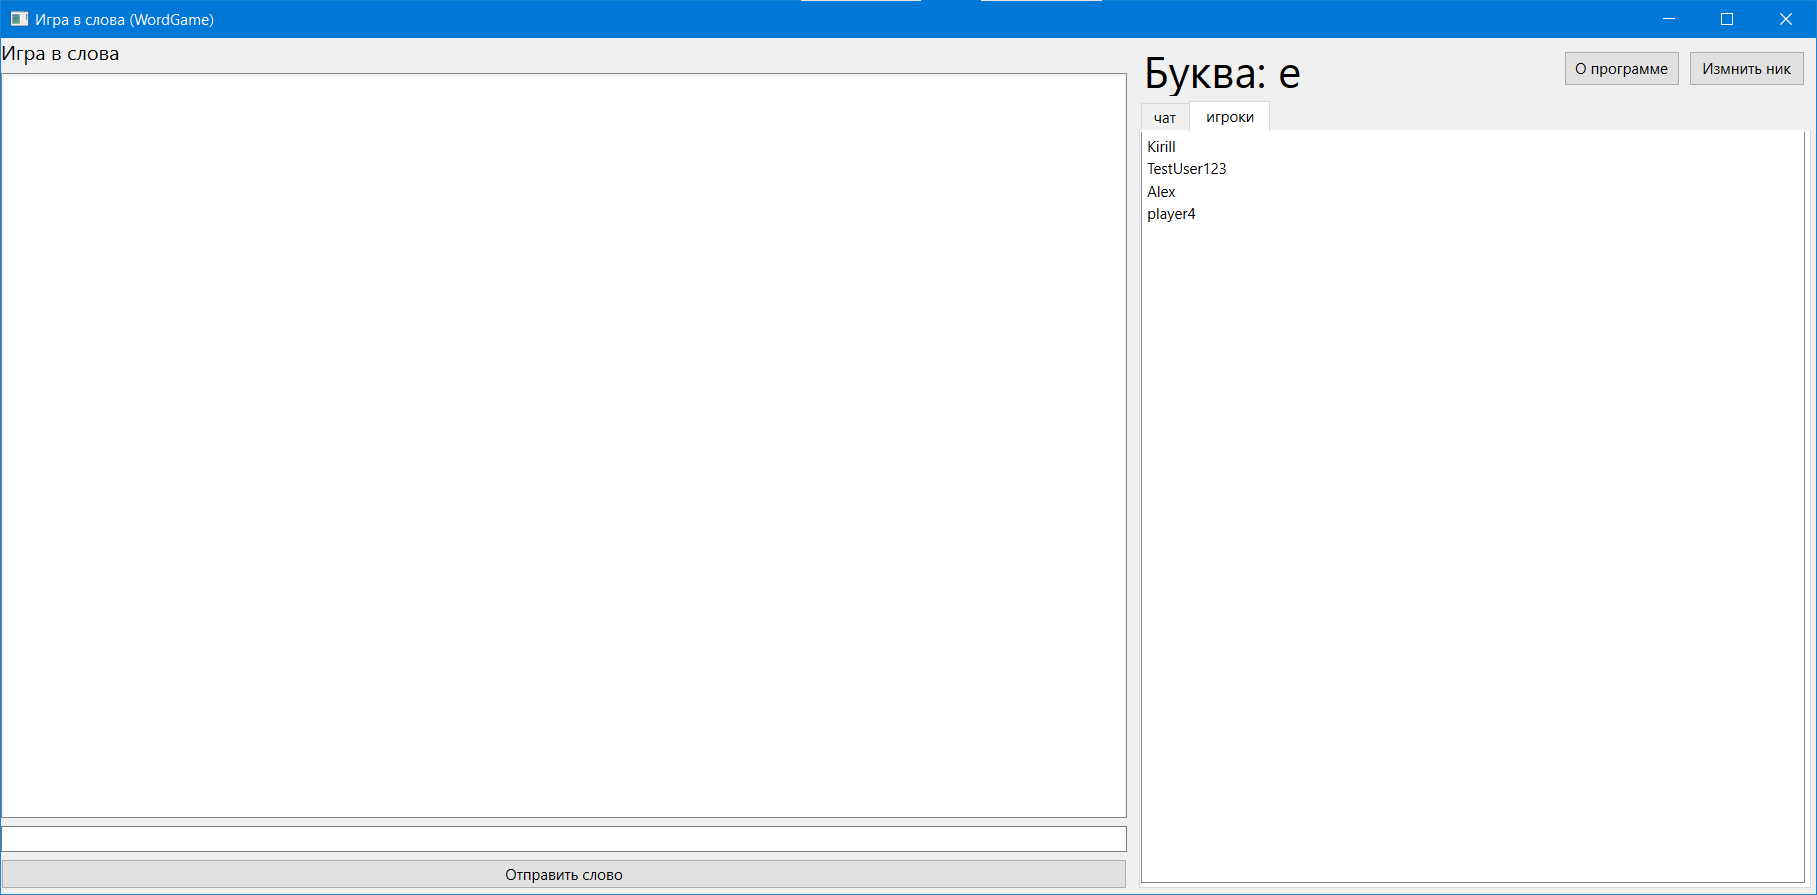 Игра в слова (WordGame)
Игра в слова
Буква: е
О программе
Измнить ник
чат
игроки
Kirill
TestUser123
Alex
player4
Отправить слово